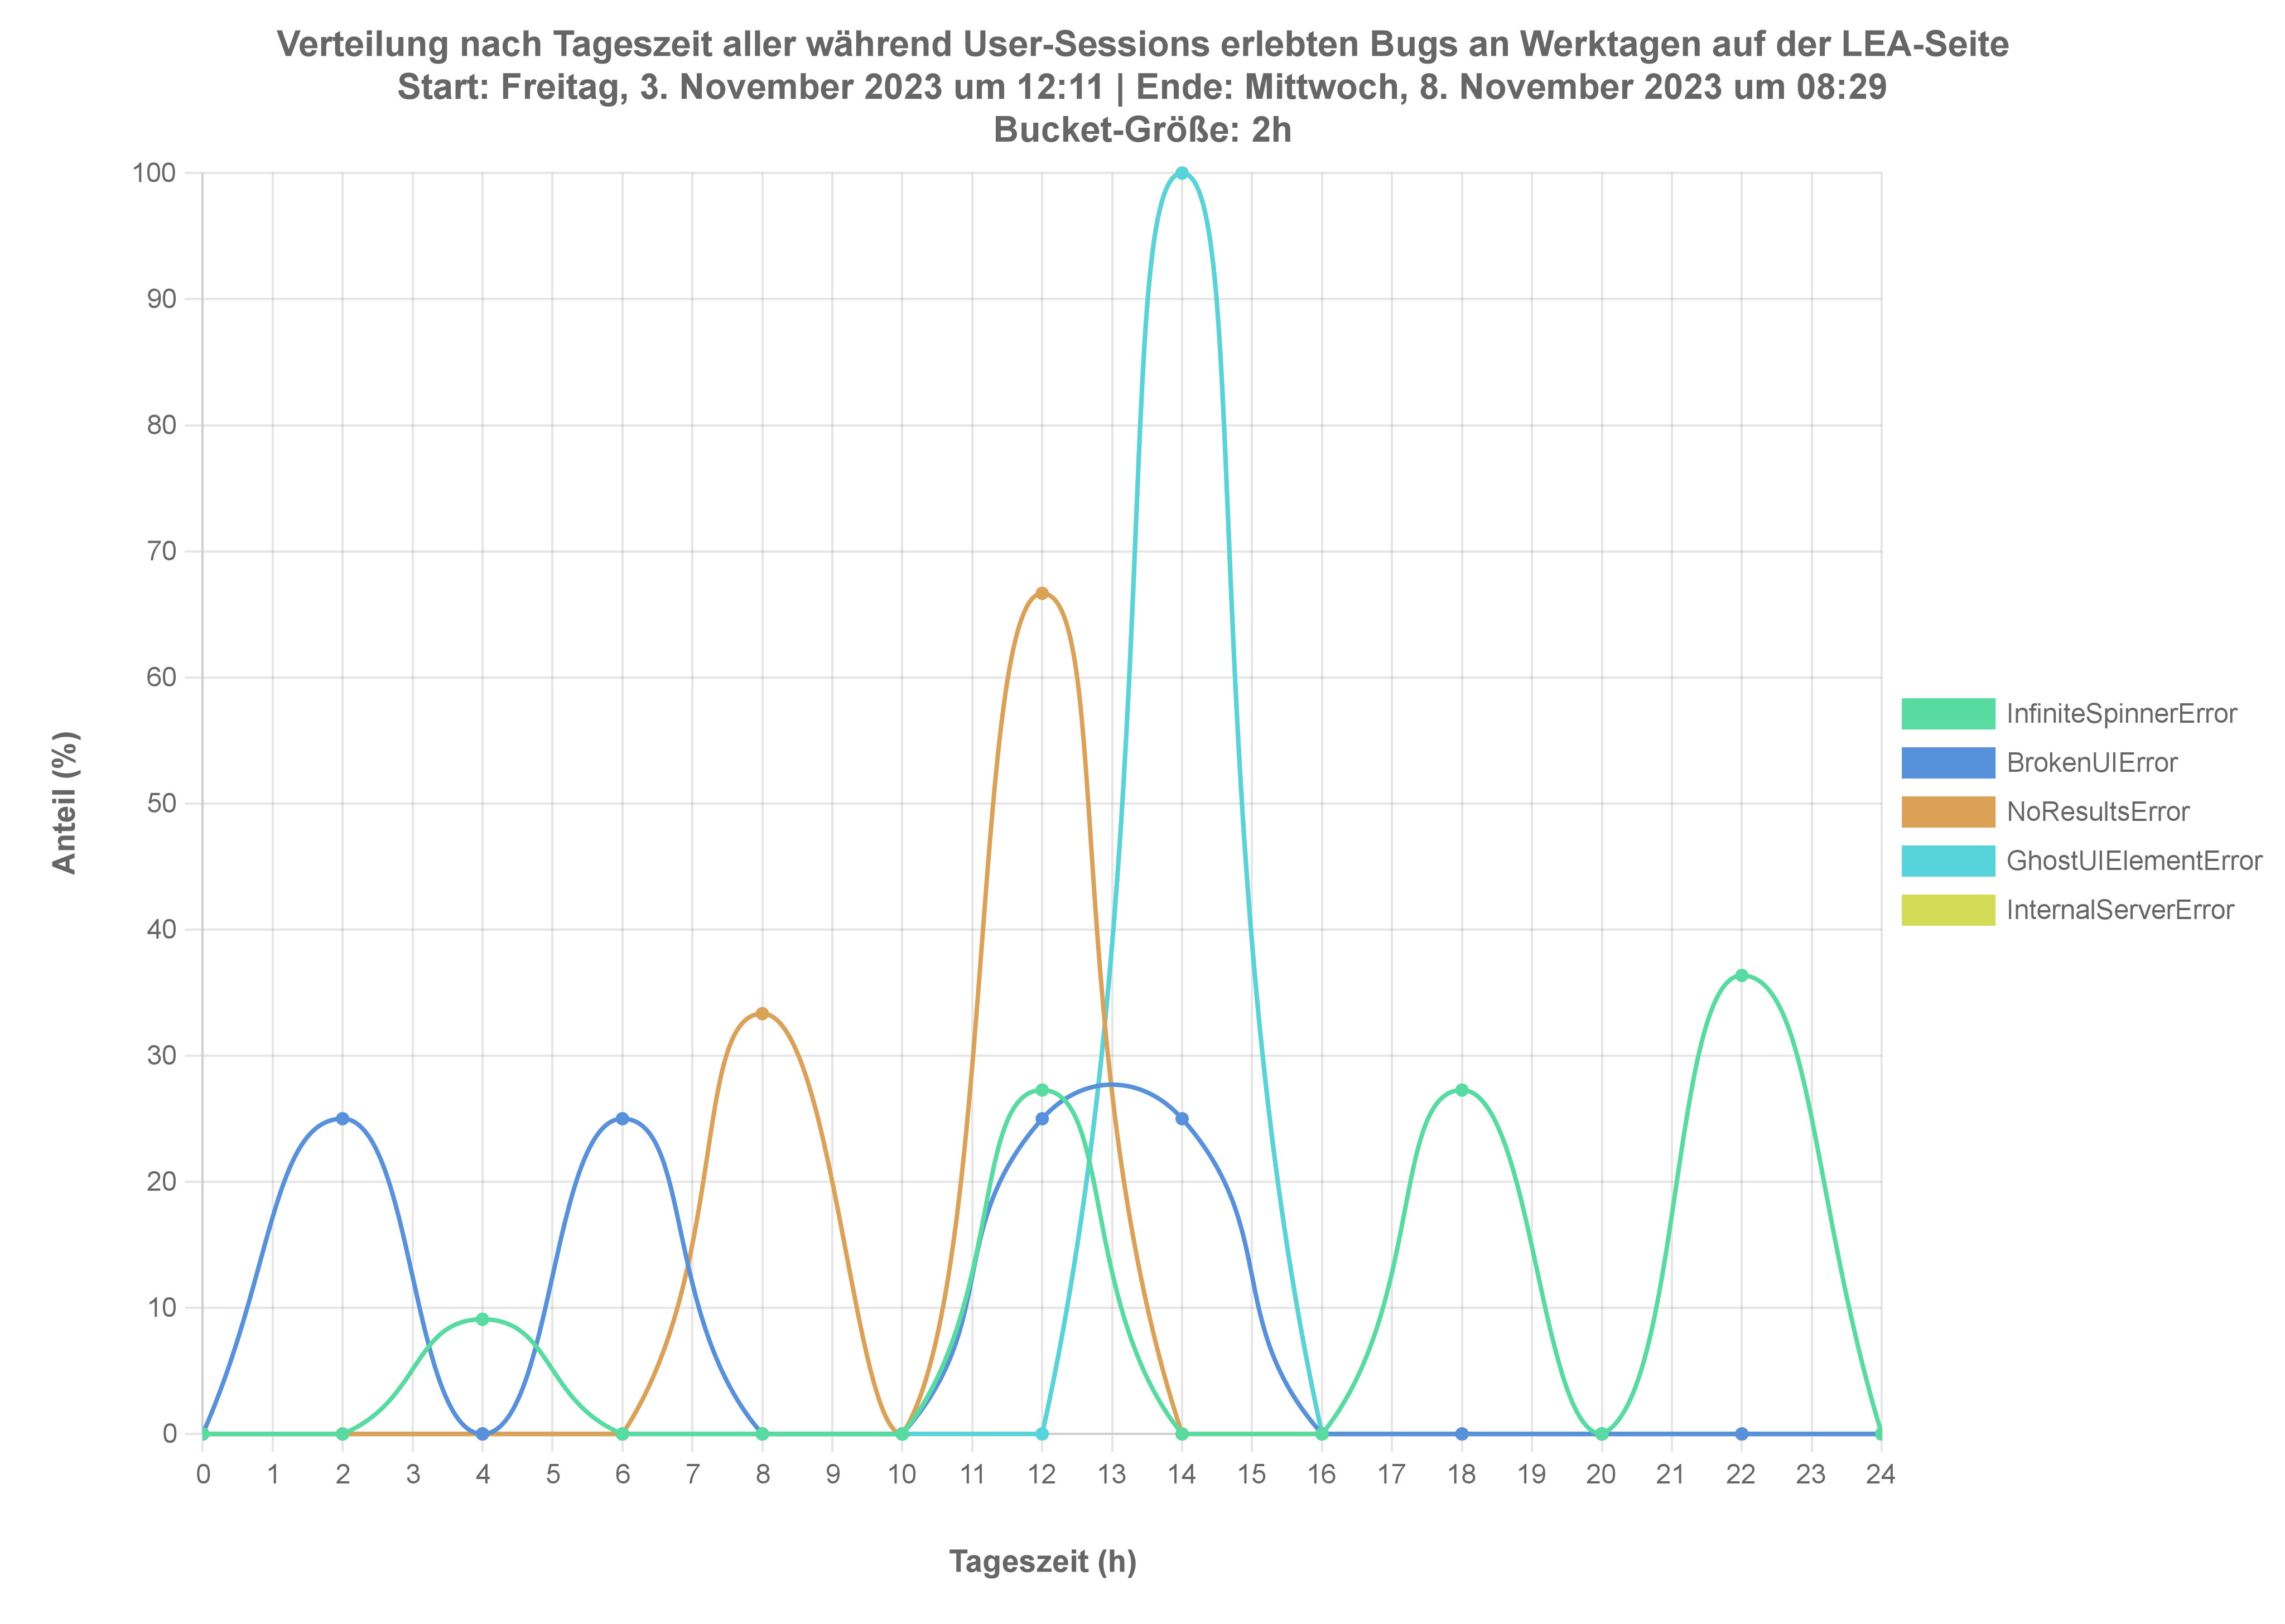 Verteilung nach Tageszeit aller während User-Sessions erlebten Bugs an Werktagen auf der LEA-Seite
Start: Freitag, 3. November 2023 um 12:11 | Ende: Mittwoch, 8. November 2023 um 08:29
Bucket-Größe: 2h
100
90
80
70
60
50
40
30
20
10
0
Anteil (%)
0 1 2 3 4 5 6 7 8 9 10 11 12 13 14 15 16 17 18 19 20 21 22 23 24
Tageszeit (h)
InfiniteSpinnerError
BrokenUIError
NoResultsError
GhostUIElementError
InternalServerError